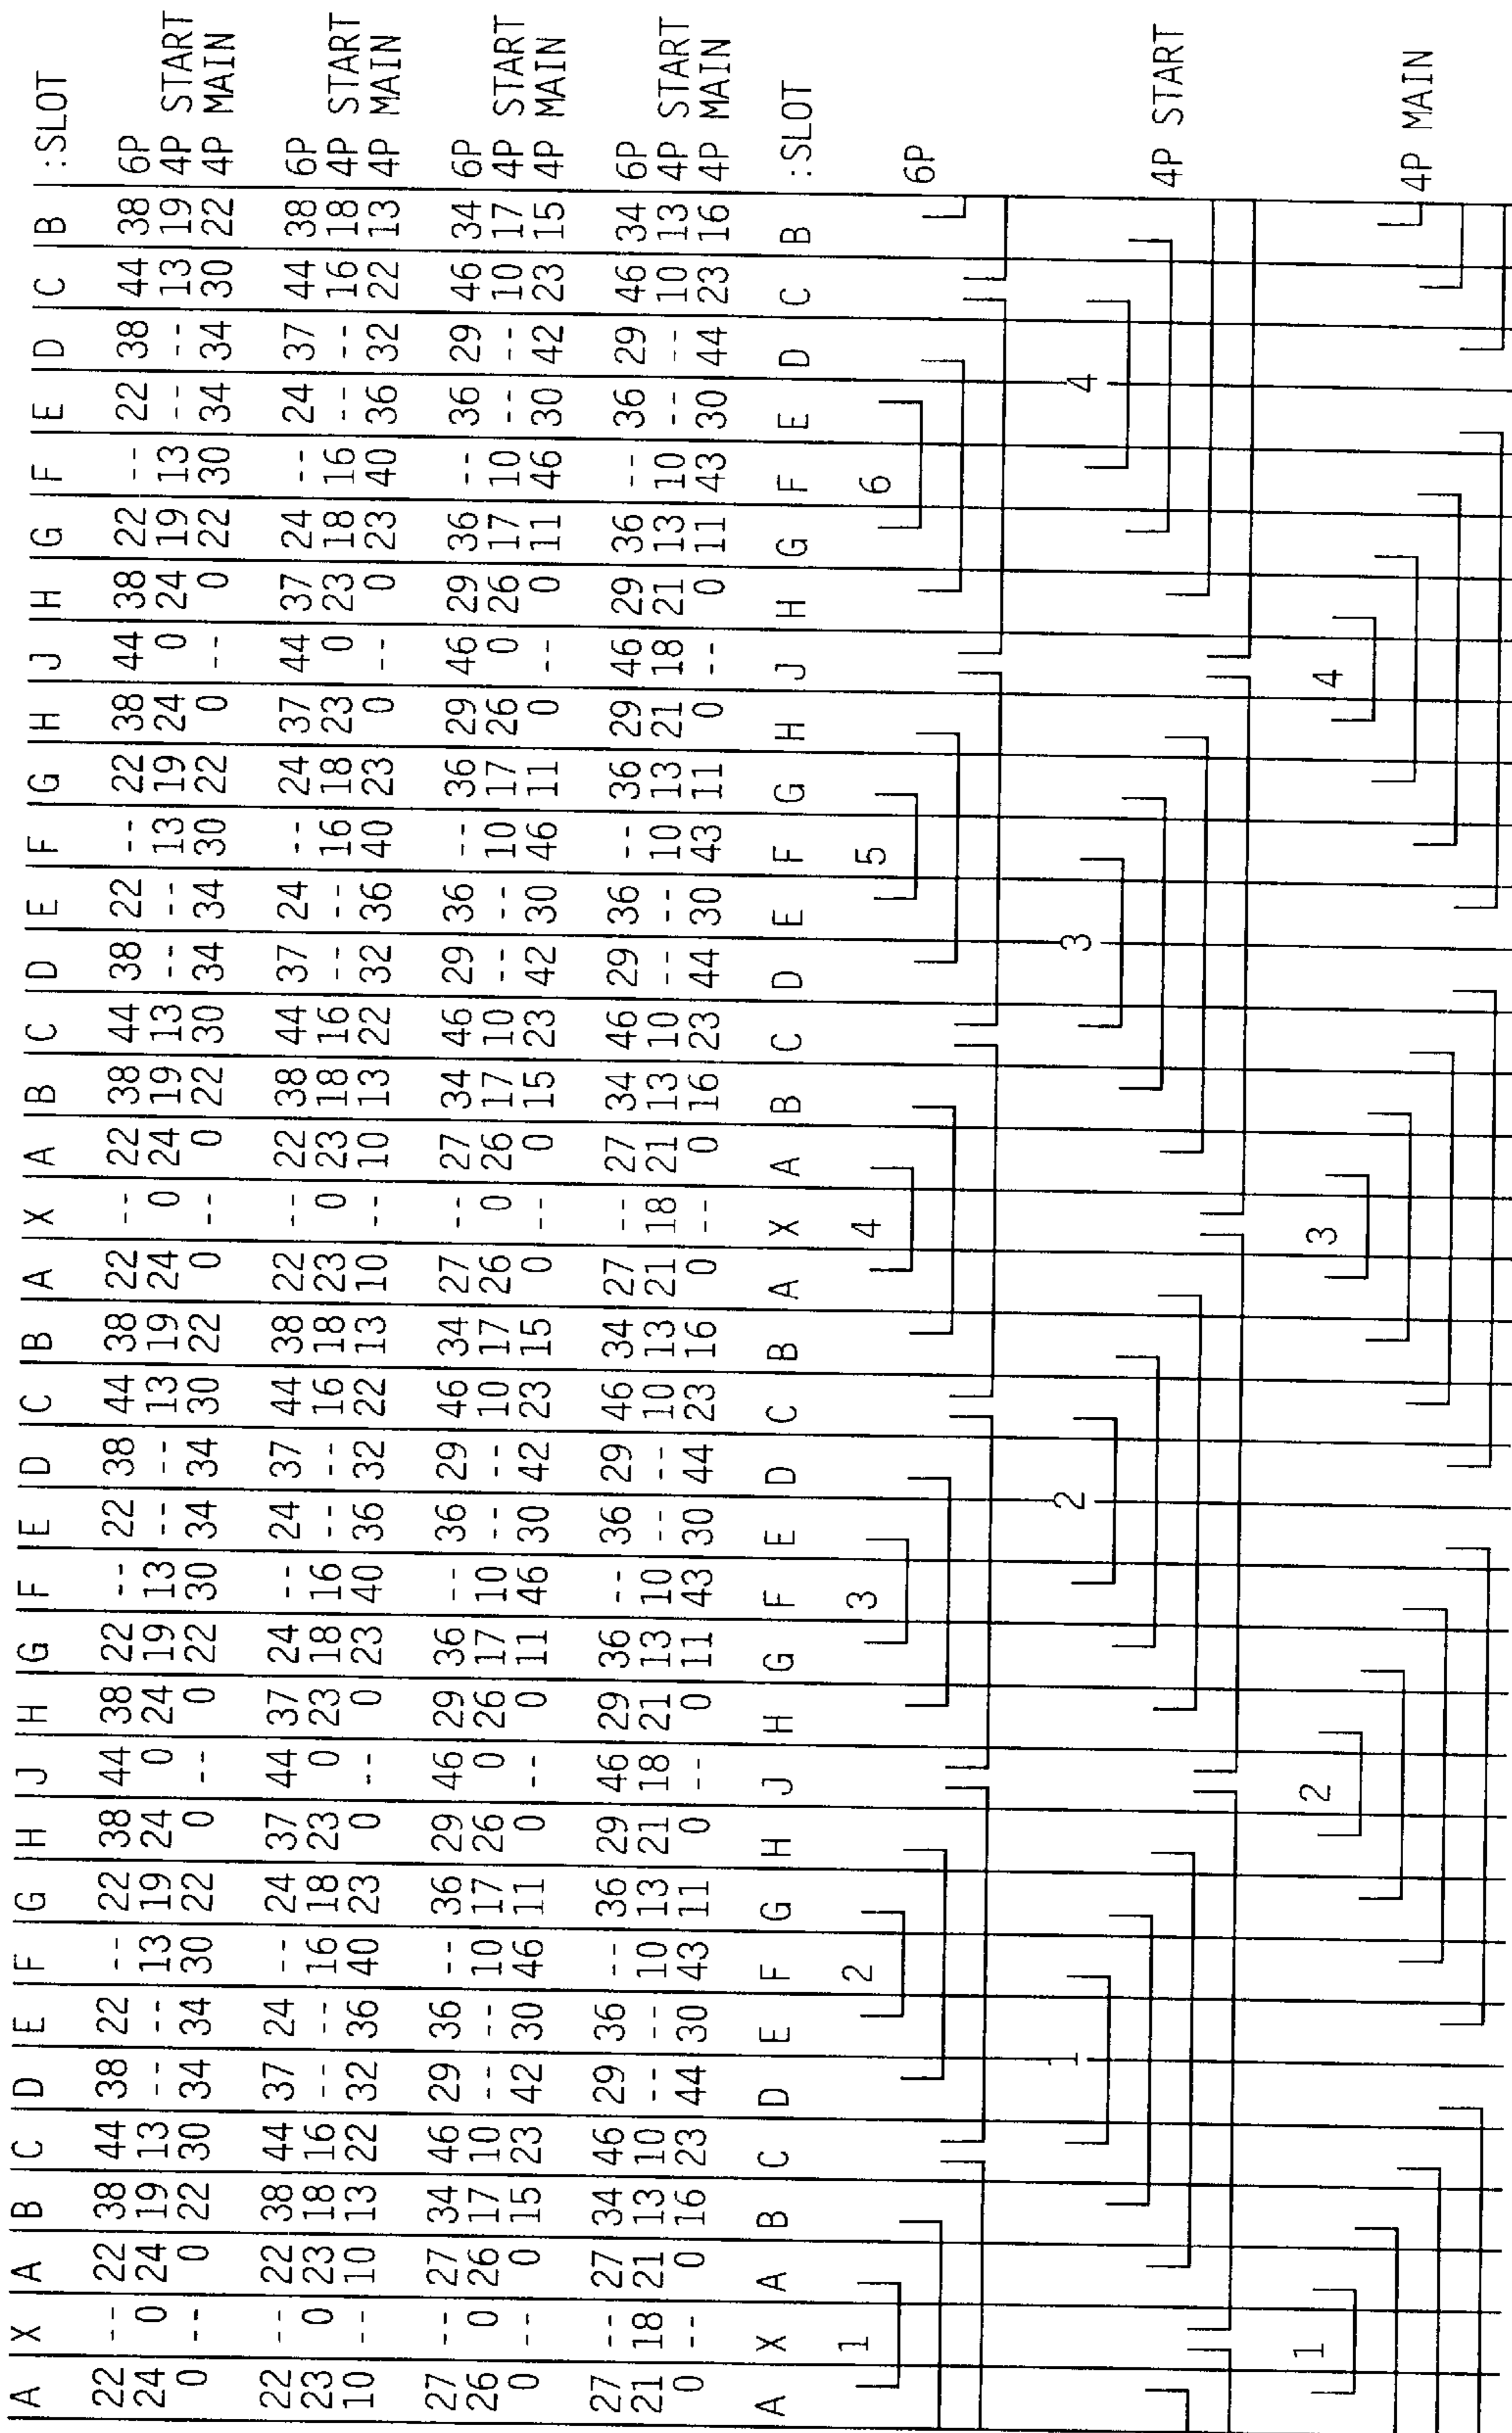 A X A B C D E F G H J H G F E D C B A X A B C D E F G H J H G F E D C B :SLOT
22 -- 22 38 44 38 22 -- 22 38 44 38 22 -- 22 38 44 38 22 -- 22 38 44 38 22 -- 22 38 44 38 22 -- 22 38 44 38 6P
24 0 24 19 13 -- -- 13 19 24 0 24 19 13 -- -- 13 19 24 0 24 19 13 -- -- 13 19 24 0 24 19 13 -- -- 13 19 4P START
0 -- 0 22 30 34 34 30 22 0 -- 0 22 30 34 34 30 22 0 -- 0 22 30 34 34 30 22 0 -- 0 22 30 34 34 30 22 4P MAIN
22 -- 22 38 44 37 24 -- 24 37 44 37 24 -- 24 37 44 38 22 -- 22 38 44 37 24 -- 24 37 44 37 24 -- 24 37 44 38 6P
23 0 23 18 16 -- -- 16 18 23 0 23 18 16 -- -- 16 18 23 0 23 18 16 -- -- 16 18 23 0 23 18 16 -- -- 16 18 4P START
10 -- 10 13 22 32 36 40 23 0 -- 0 23 40 36 32 22 13 10 -- 10 13 22 32 36 40 23 0 -- 0 23 40 36 32 22 13 4P MAIN
27 -- 27 34 46 29 36 -- 36 29 46 29 36 -- 36 29 46 34 27 -- 27 34 46 29 36 -- 36 29 46 29 36 -- 36 29 46 34 6P
26 0 26 17 10 -- -- 10 17 26 0 26 17 10 -- -- 10 17 26 0 26 17 10 -- -- 10 17 26 0 26 17 10 -- -- 10 17 4P START
0 -- 0 15 23 42 30 46 11 0 -- 0 11 46 30 42 23 15 0 -- 0 15 23 42 30 46 11 0 -- 0 11 46 30 42 23 15 4P MAIN
27 -- 27 34 46 29 36 -- 36 29 46 29 36 -- 36 29 46 34 27 -- 27 34 46 29 36 -- 36 29 46 29 36 -- 36 29 46 34 6P
21 18 21 13 10 -- -- 10 13 21 18 21 13 10 -- -- 10 13 21 18 21 13 10 -- -- 10 13 21 18 21 13 10 -- -- 10 13 4P START
0 -- 0 16 23 44 30 43 11 0 -- 0 11 43 30 44 23 16 0 -- 0 16 23 44 30 43 11 0 -- 0 11 43 30 44 23 16 4P MAIN
A X A B C D E F G H J H G F E D C B A X A B C D E F G H J H G F E D C B :SLOT
1 2 3 4 5 6 6P
1 2 3 4 4P START
1 2 3 4 4P MAIN